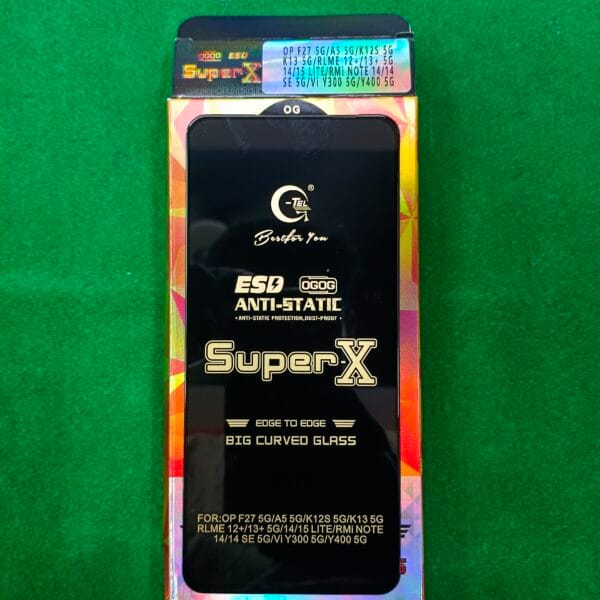 OGOG ESD
Super-X
OP F27 5G/A5 5G/K12S 5G
K13 5G/RLME 12+/13+ 5G
14/15 LITE/RMi NOTE 14/14
SE 5G/Vi Y300 5G/Y400 5G
OG
G-TEL®
Bestfor You
ESD OGOG
ANTI-STATIC
• ANTI-STATIC PROTECTION,DUST-PROOF •
Super-X
EDGE TO EDGE
BIG CURVED GLASS
FOR:OP F27 5G/A5 5G/K12S 5G/K13 5G
RLME 12+/13+ 5G/14/15 LITE/RMi NOTE
14/14 SE 5G/Vi Y300 5G/Y400 5G